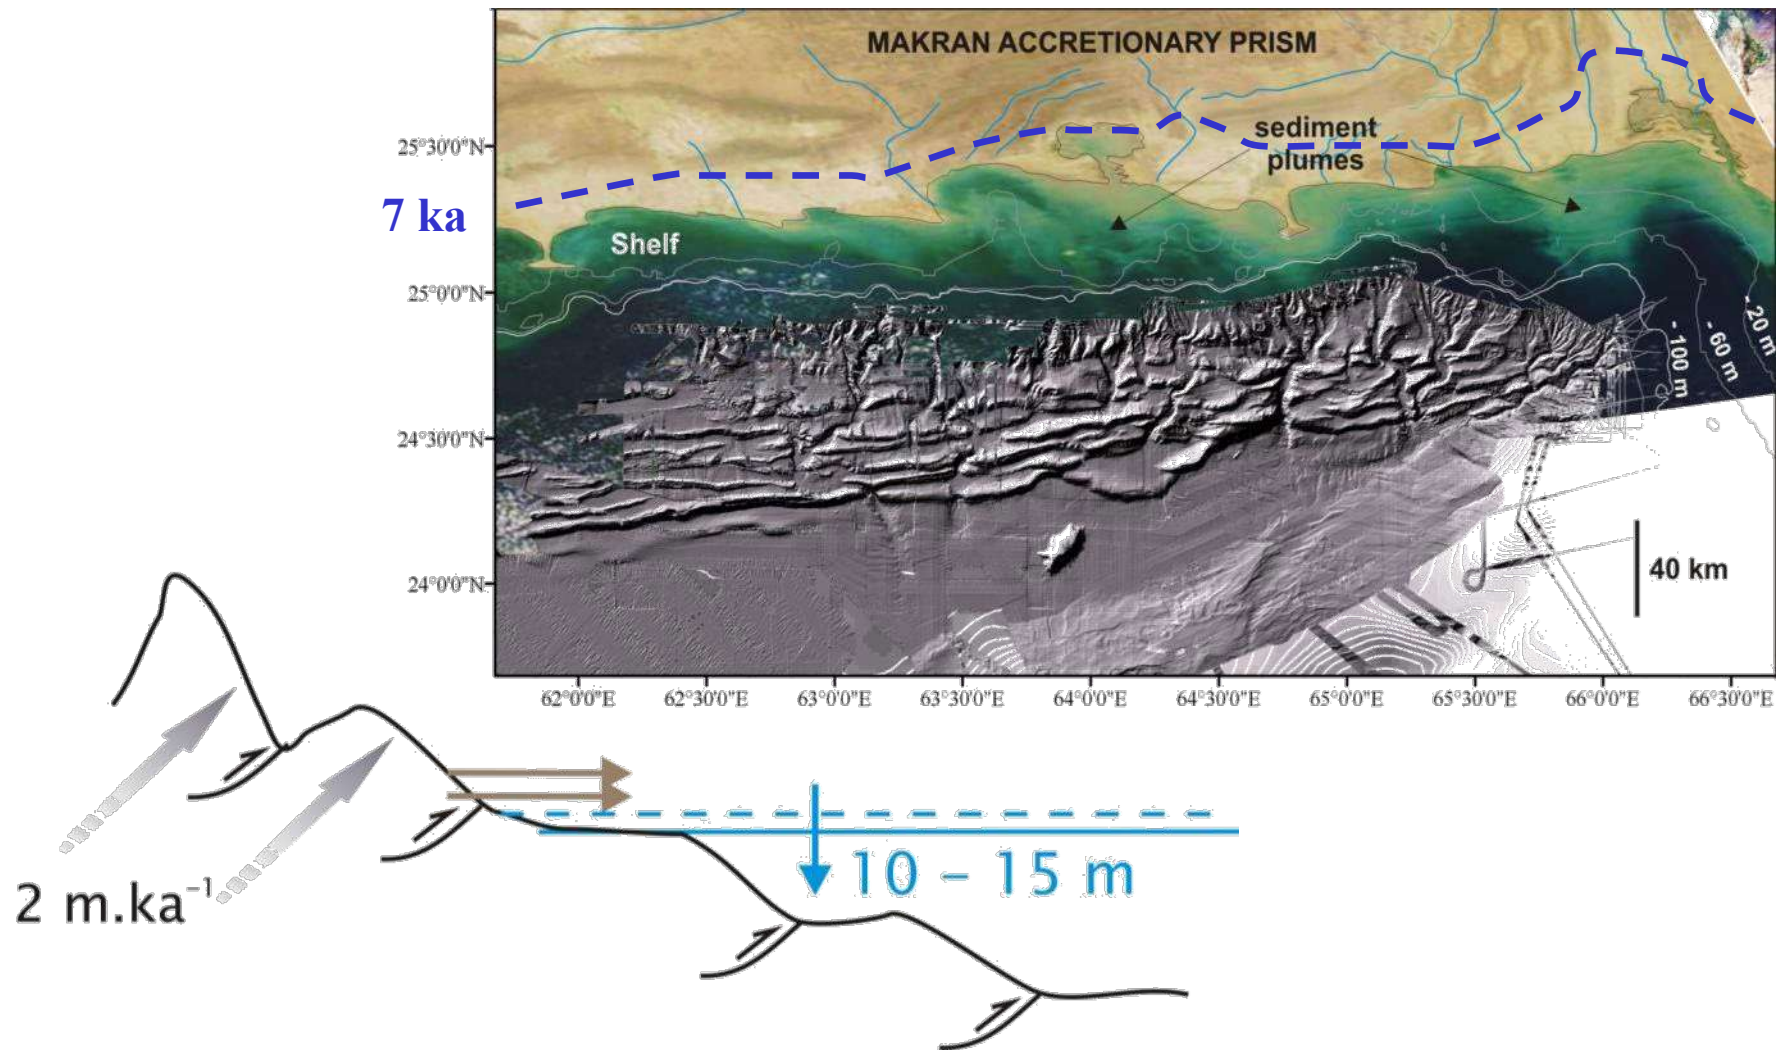 MAKRAN ACCRETIONARY PRISM
25°30'0"N
sediment
plumes
7 ka
Shelf
25°0'0"N
- 20 m
- 60 m
- 100 m
24°30'0"N
24°0'0"N
40 km
62°0'0"E 62°30'0"E 63°0'0"E 63°30'0"E 64°0'0"E 64°30'0"E 65°0'0"E 65°30'0"E 66°0'0"E 66°30'0"E
2 m.ka⁻¹
10 – 15 m